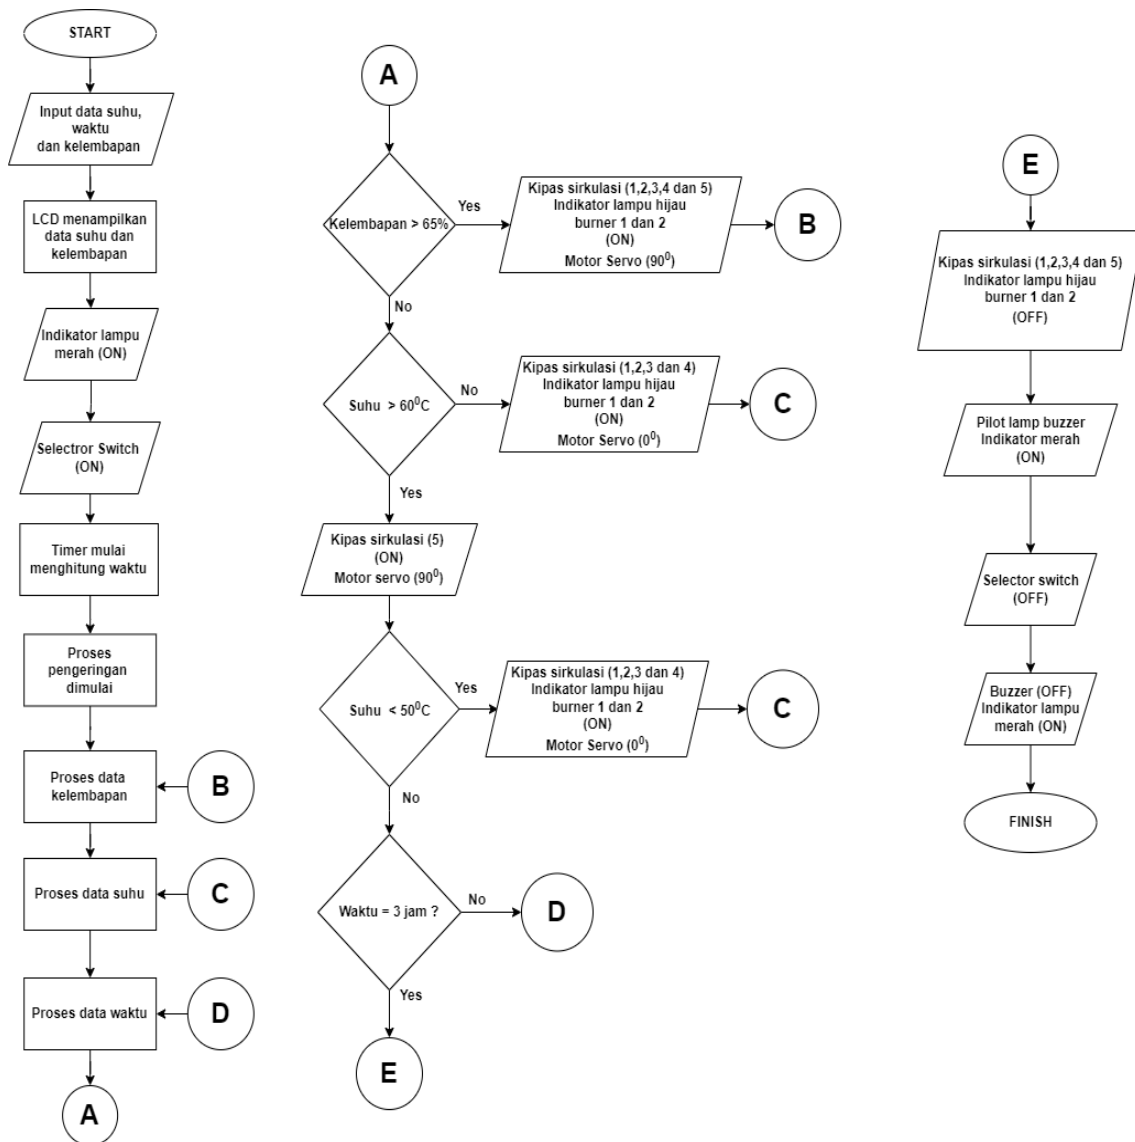 START
Input data suhu,
waktu
dan kelembapan
LCD menampilkan
data suhu dan
kelembapan
Indikator lampu
merah (ON)
Selectror Switch
(ON)
Timer mulai
menghitung waktu
Proses
pengeringan
dimulai
Proses data
kelembapan
B
Proses data suhu
C
Proses data waktu
D
A
A
Kelembapan > 65%
Yes
Kipas sirkulasi (1,2,3,4 dan 5)
Indikator lampu hijau
burner 1 dan 2
(ON)
Motor Servo (90⁰)
B
No
Suhu > 60⁰C
No
Kipas sirkulasi (1,2,3 dan 4)
Indikator lampu hijau
burner 1 dan 2
(ON)
Motor Servo (0⁰)
C
Yes
Kipas sirkulasi (5)
(ON)
Motor servo (90⁰)
Suhu < 50⁰C
Yes
Kipas sirkulasi (1,2,3 dan 4)
Indikator lampu hijau
burner 1 dan 2
(ON)
Motor Servo (0⁰)
C
No
Waktu = 3 jam ?
No
D
Yes
E
E
Kipas sirkulasi (1,2,3,4 dan 5)
Indikator lampu hijau
burner 1 dan 2
(OFF)
Pilot lamp buzzer
Indikator merah
(ON)
Selector switch
(OFF)
Buzzer (OFF)
Indikator lampu
merah (ON)
FINISH